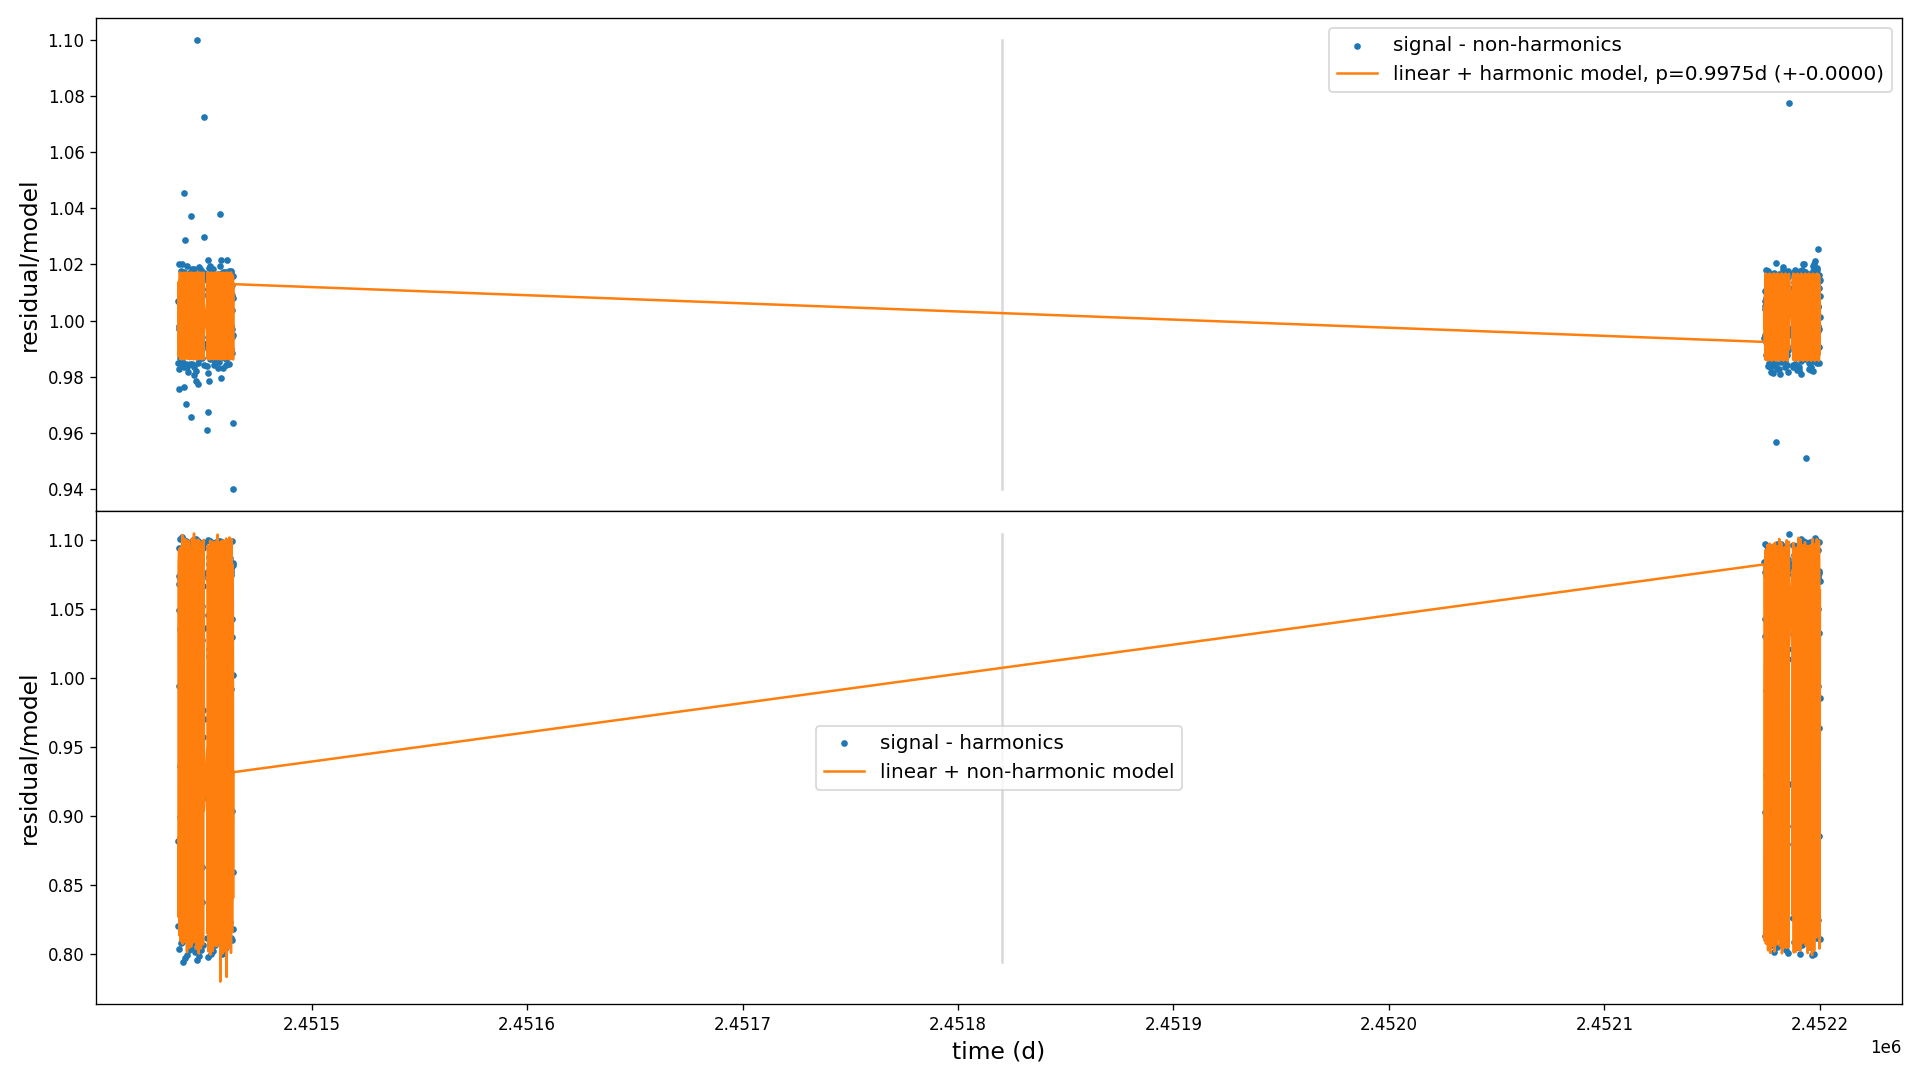 1.10
1.08
1.06
1.04
1.02
1.00
0.98
0.96
0.94
residual/model
signal - non-harmonics
linear + harmonic model, p=0.9975d (+-0.0000)
1.10
1.05
1.00
0.95
0.90
0.85
0.80
residual/model
signal - harmonics
linear + non-harmonic model
2.4515 2.4516 2.4517 2.4518 2.4519 2.4520 2.4521 2.4522
1e6
time (d)